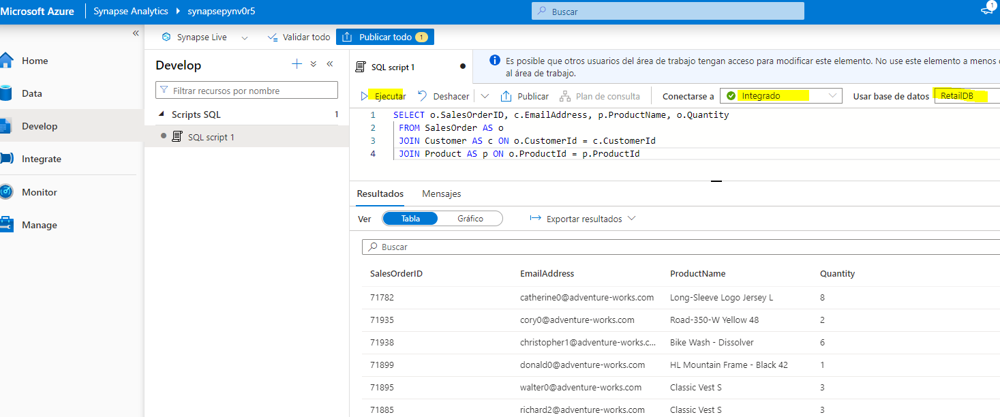 Microsoft Azure
Synapse Analytics
synapsepynv0r5
Buscar
1
Synapse Live
Validar todo
Publicar todo 1
Home
Data
Develop
Integrate
Monitor
Manage
Develop
Filtrar recursos por nombre
Scripts SQL 1
SQL script 1
SQL script 1
Es posible que otros usuarios del área de trabajo tengan acceso para modificar este elemento. No use este elemento a menos
al área de trabajo.
Ejecutar Deshacer Publicar Plan de consulta Conectarse a Integrado Usar base de datos RetailDB
1 SELECT o.SalesOrderID, c.EmailAddress, p.ProductName, o.Quantity
2 FROM SalesOrder AS o
3 JOIN Customer AS c ON o.CustomerId = c.CustomerId
4 JOIN Product AS p ON o.ProductId = p.ProductId
Resultados Mensajes
Ver Tabla Gráfico Exportar resultados
Buscar
SalesOrderID EmailAddress ProductName Quantity
71782 catherine0@adventure-works.com Long-Sleeve Logo Jersey L 8
71935 cory0@adventure-works.com Road-350-W Yellow 48 2
71938 christopher1@adventure-works.c... Bike Wash - Dissolver 6
71899 donald0@adventure-works.com HL Mountain Frame - Black 42 1
71895 walter0@adventure-works.com Classic Vest S 3
71885 richard2@adventure-works.com Classic Vest S 3